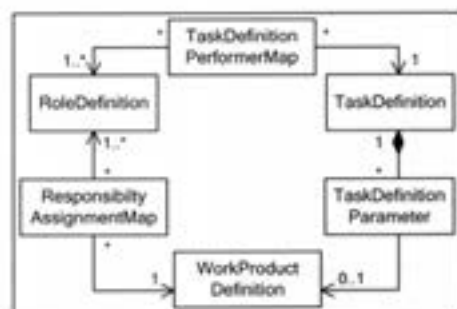 * TaskDefinition *
PerformerMap
1..* 1
RoleDefinition TaskDefinition
1..* 1
* *
Responsibilty TaskDefinition
AssignmentMap Parameter
*
WorkProduct
1 Definition 0..1